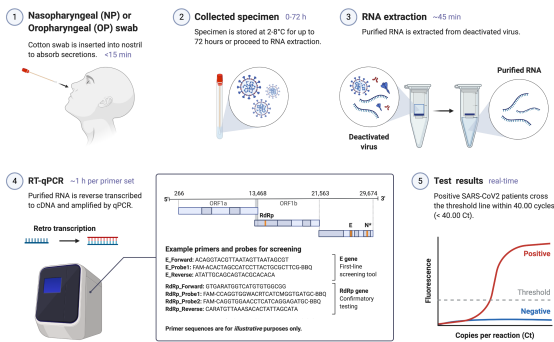 1 Nasopharyngeal (NP) or
Oropharyngeal (OP) swab
Cotton swab is inserted into nostril
to absorb secretions. <15 min
2 Collected specimen 0-72 h
Specimen is stored at 2-8°C for up to
72 hours or proceed to RNA extraction.
3 RNA extraction ~45 min
Purified RNA is extracted from deactivated virus.
Purified RNA
Deactivated
virus
4 RT-qPCR ~1 h per primer set
Purified RNA is reverse transcribed
to cDNA and amplified by qPCR.
Retro transcription
266 13,468 21,563 29,674
5' 3'
ORF1a ORF1b
RdRp
E N*
Example primers and probes for screening
E_Forward: ACAGGTACGTTAATAGTTAATAGCGT
E_Probe1: FAM-ACACTAGCCATCCTTACTGCGCTTCG-BBQ
E_Reverse: ATATTGCAGCAGTACGCACACA
E gene
First-line
screening tool
RdRp_Forward: GTGARATGGTCATGTGTGGCGG
RdRp_Probe1: FAM-CCAGGTGGWACRTCATCMGGTGATGC-BBQ
RdRp_Probe2: FAM-CAGGTGGAACCTCATCAGGAGATGC-BBQ
RdRp_Reverse: CARATGTTAAASACACTATTAGCATA
RdRp gene
Confirmatory
testing
Primer sequences are for illustrative purposes only.
5 Test results real-time
Positive SARS-CoV2 patients cross
the threshold line within 40.00 cycles
(< 40.00 Ct).
Positive
Threshold
Negative
Fluorescence
Copies per reaction (Ct)